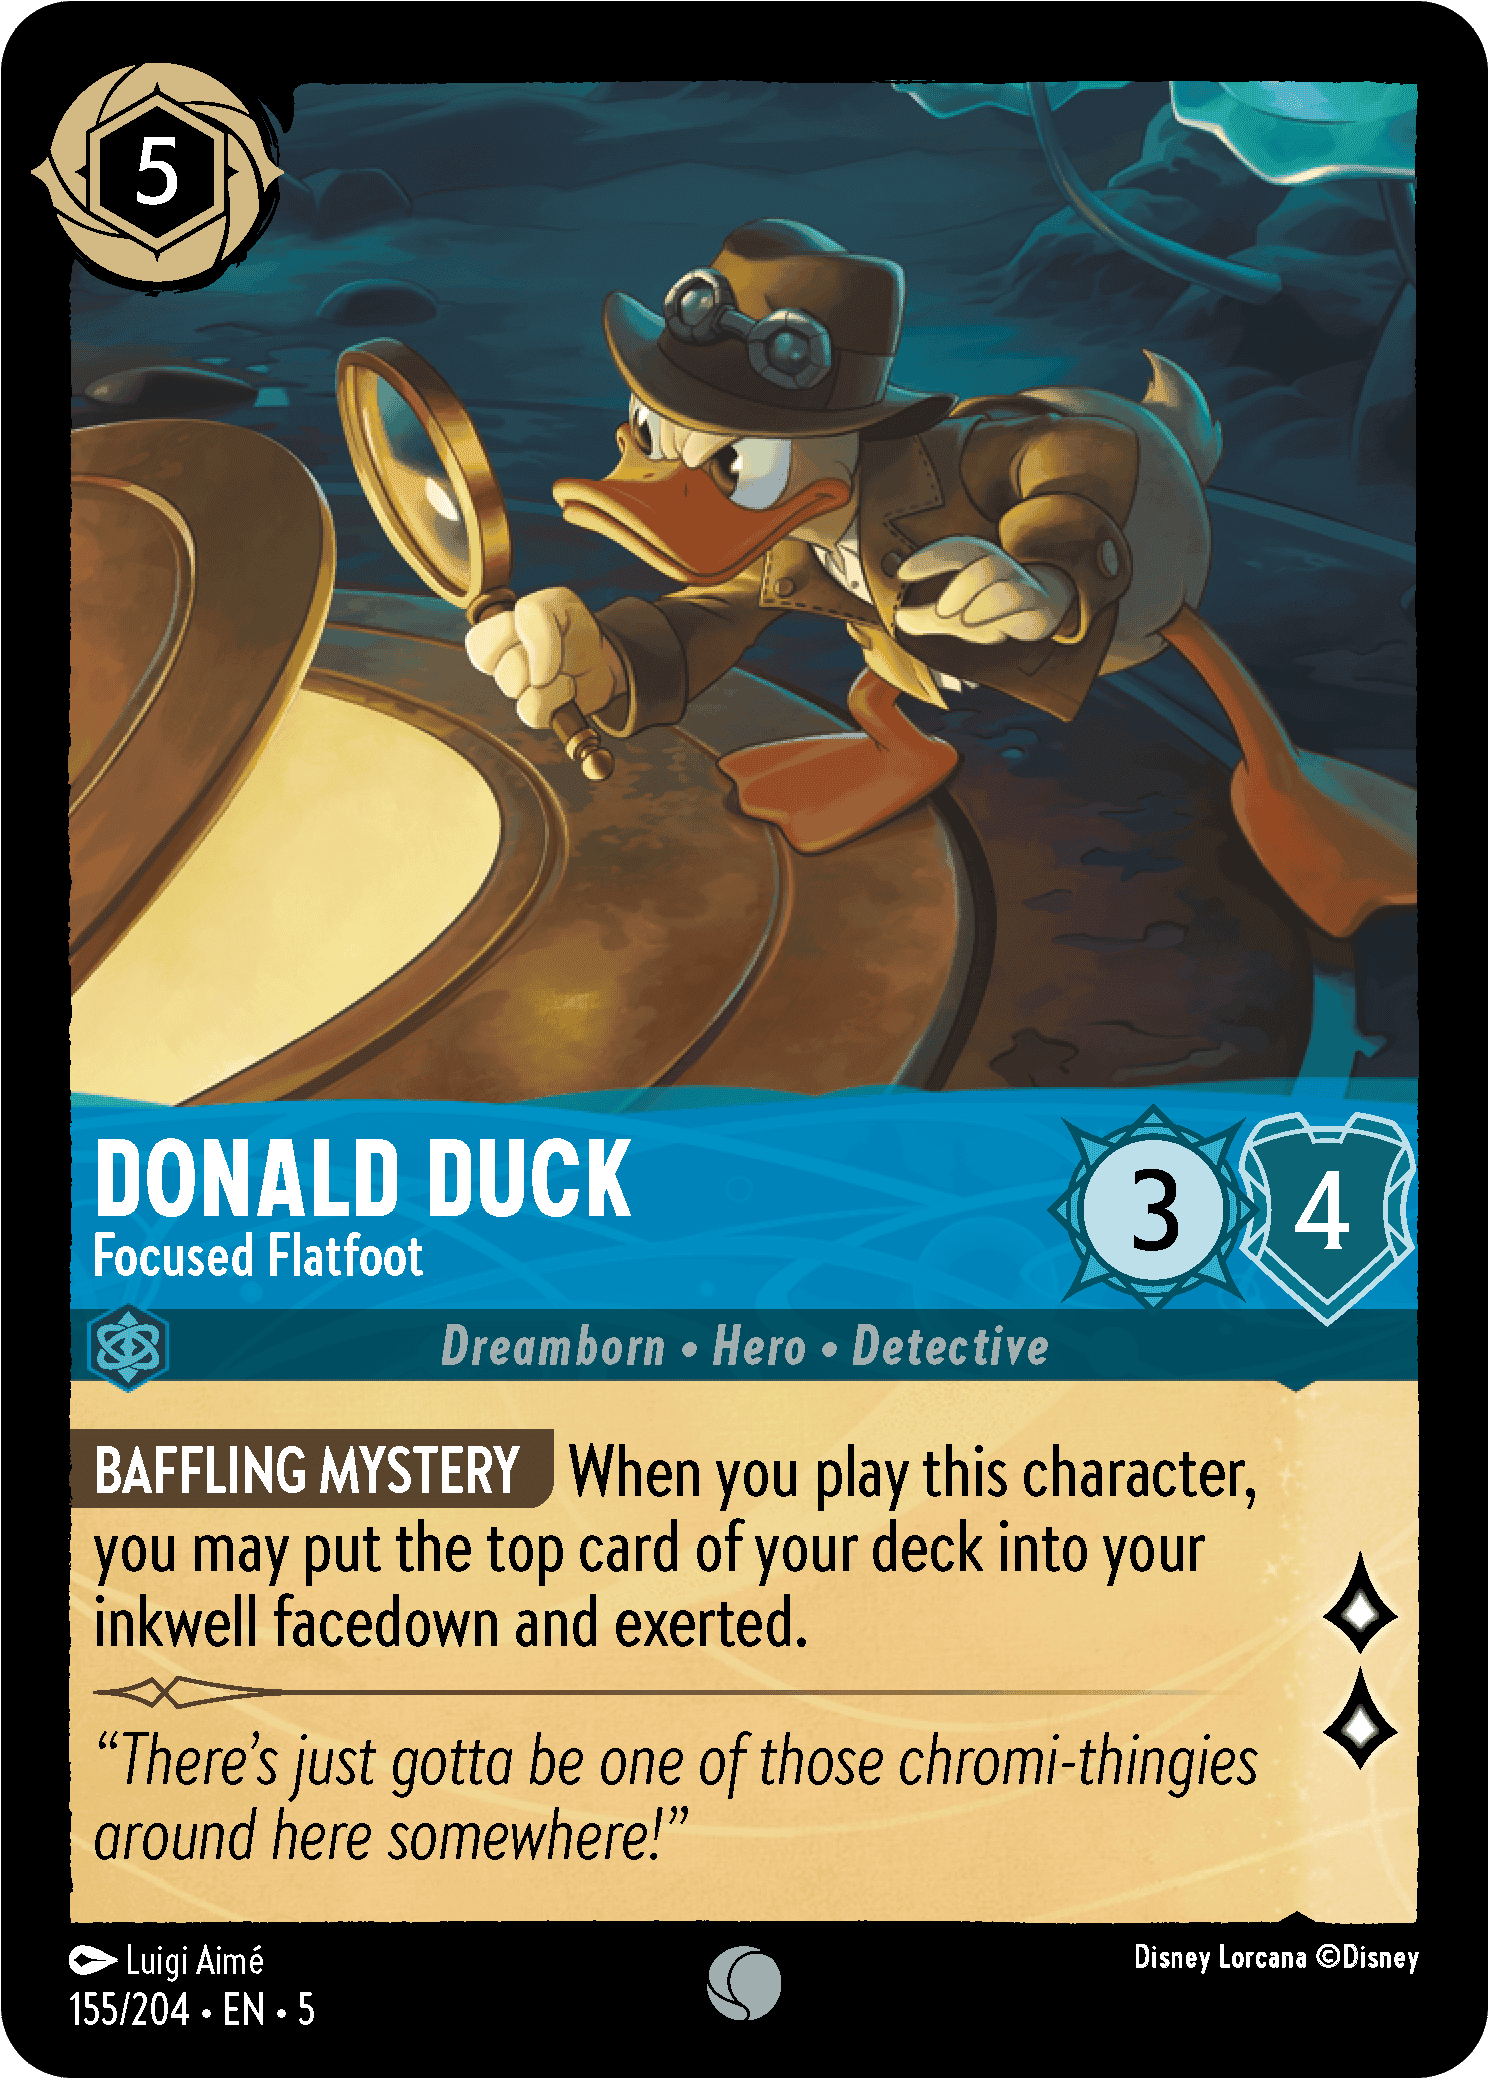 5
DONALD DUCK
Focused Flatfoot
3
4
Dreamborn • Hero • Detective
BAFFLING MYSTERY When you play this character,
you may put the top card of your deck into your
inkwell facedown and exerted.
“There’s just gotta be one of those chromi-thingies
around here somewhere!”
Luigi Aimé
Disney Lorcana ©Disney
155/204 • EN • 5